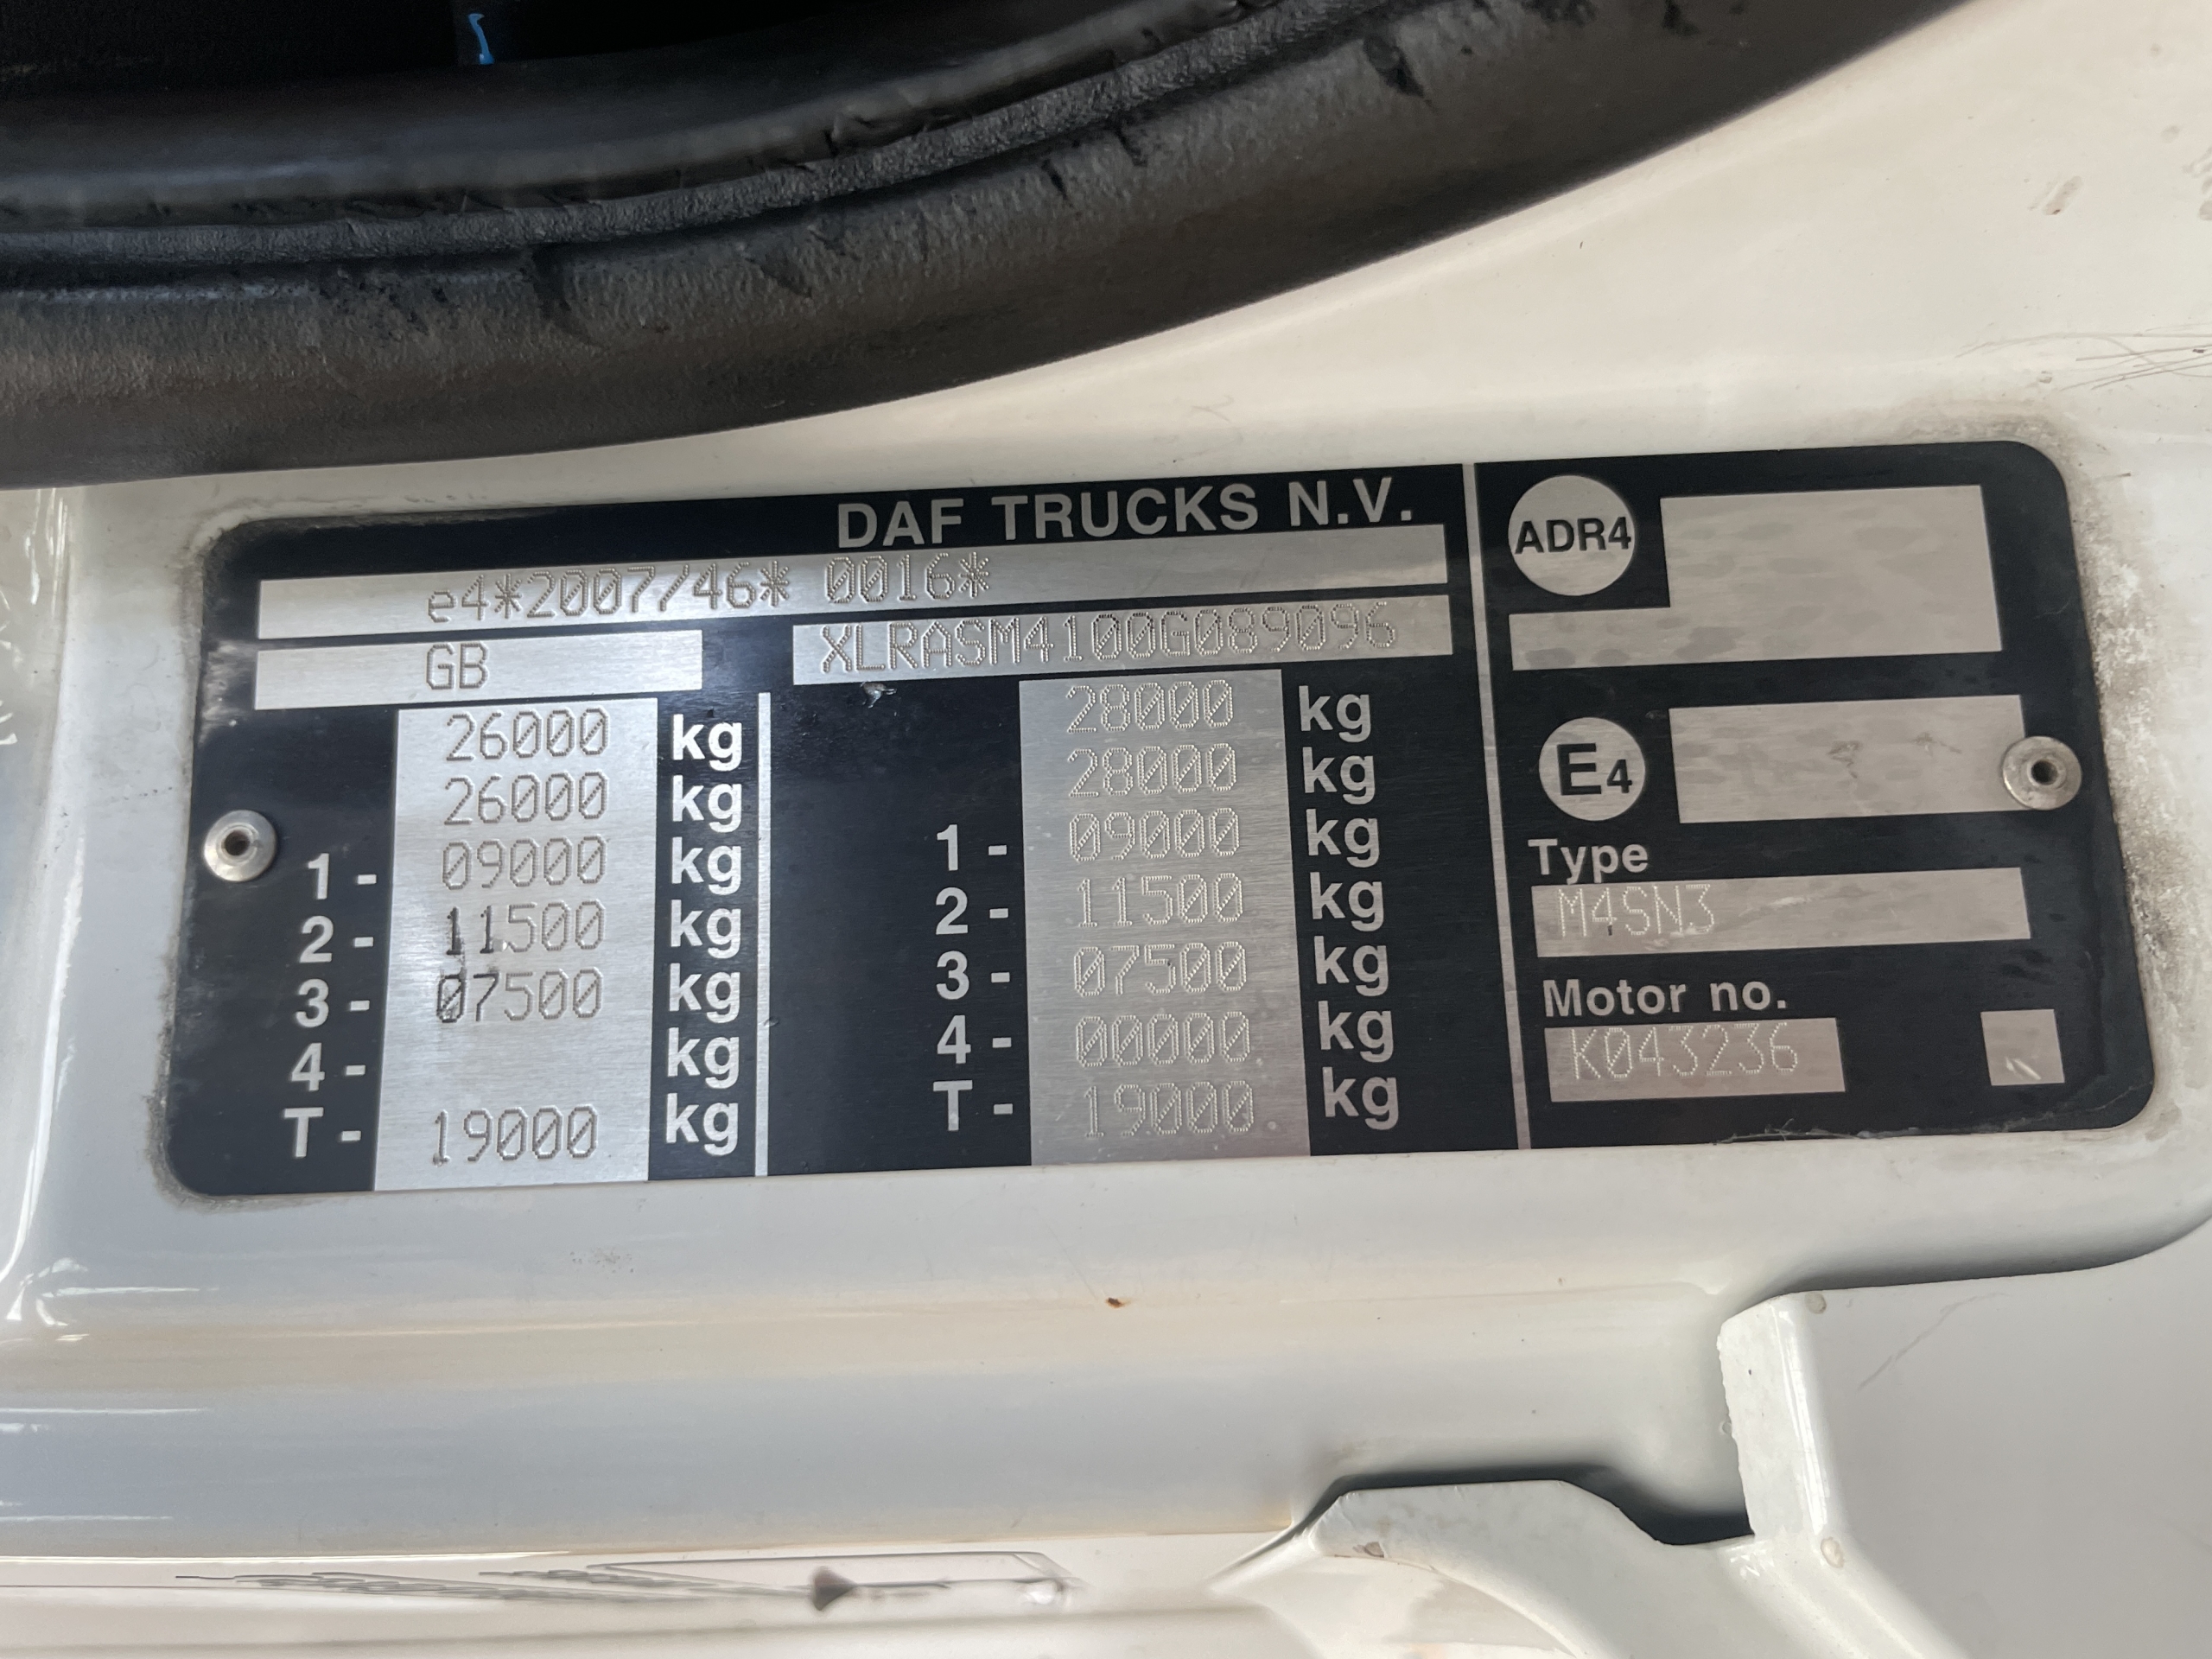 DAF TRUCKS N.V.
e4*2007/46* 0016*
GB
XLRASM4100G089096
26000 kg
26000 kg
1- 09000 kg
2- 11500 kg
3- 07500 kg
4- kg
T- 19000 kg
28000 kg
28000 kg
1- 09000 kg
2- 11500 kg
3- 07500 kg
4- 00000 kg
T- 19000 kg
ADR4
E4
Type
M4SN3
Motor no.
K043236